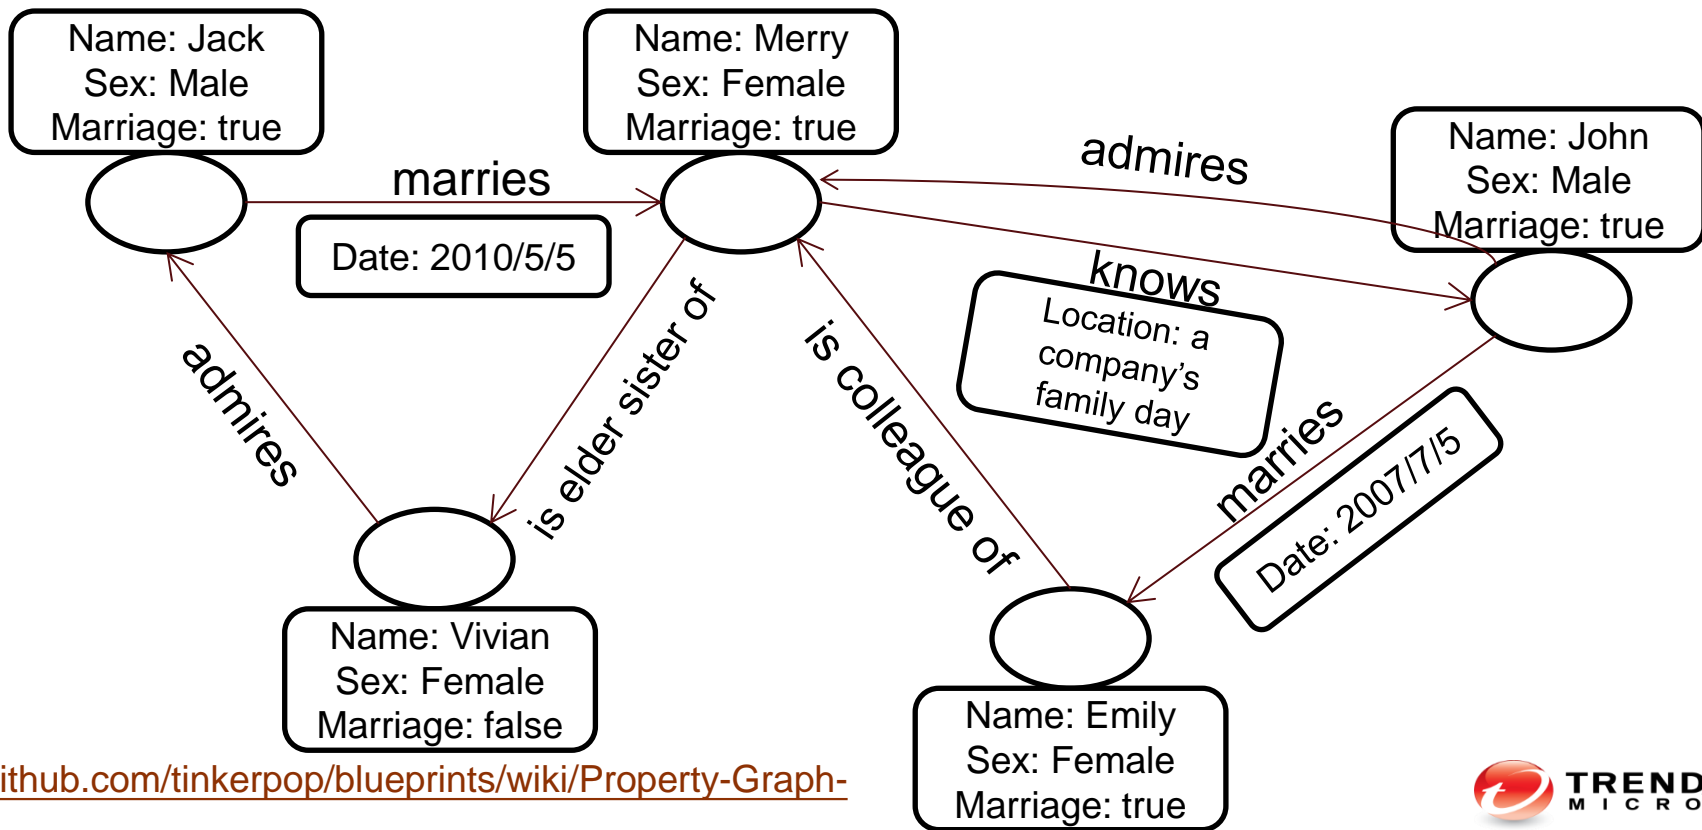 Name: Jack
Sex: Male
Marriage: true
Name: Merry
Sex: Female
Marriage: true
Name: John
Sex: Male
Marriage: true
marries
Date: 2010/5/5
admires
knows
Location: a
company's
family day
admires
is elder sister of
is colleague of
marries
Date: 2007/7/5
Name: Vivian
Sex: Female
Marriage: false
Name: Emily
Sex: Female
Marriage: true
ithub.com/tinkerpop/blueprints/wiki/Property-Graph-
TREND
MICRO